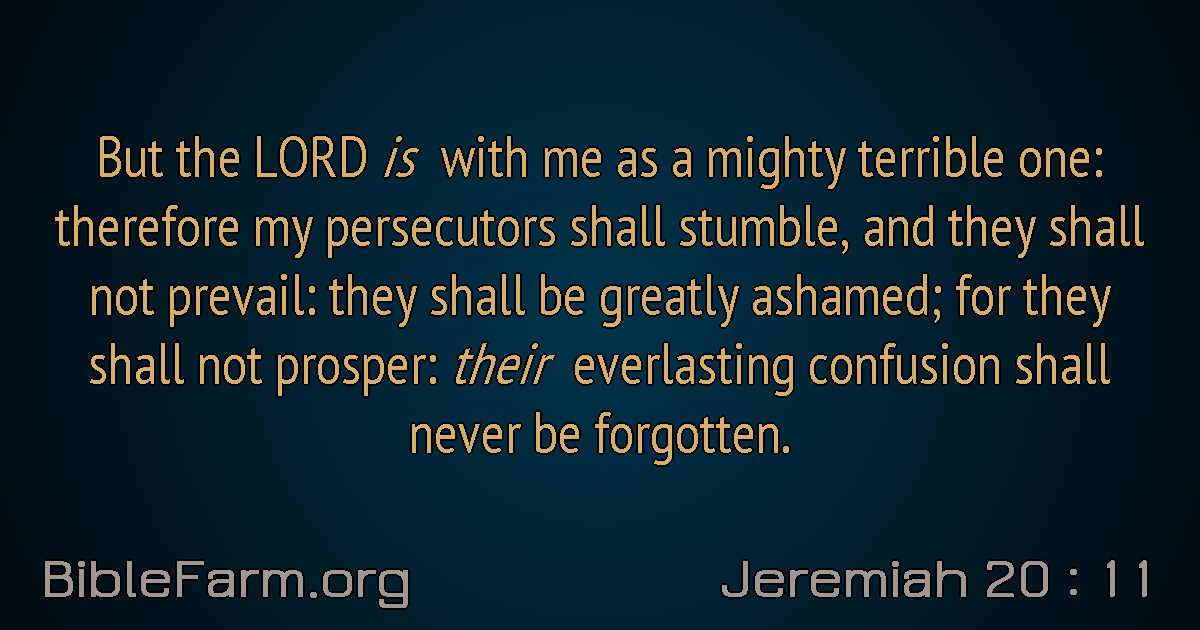 But the LORD is with me as a mighty terrible one:
therefore my persecutors shall stumble, and they shall
not prevail: they shall be greatly ashamed; for they
shall not prosper: their everlasting confusion shall
never be forgotten.
BibleFarm.org
Jeremiah 20 : 11